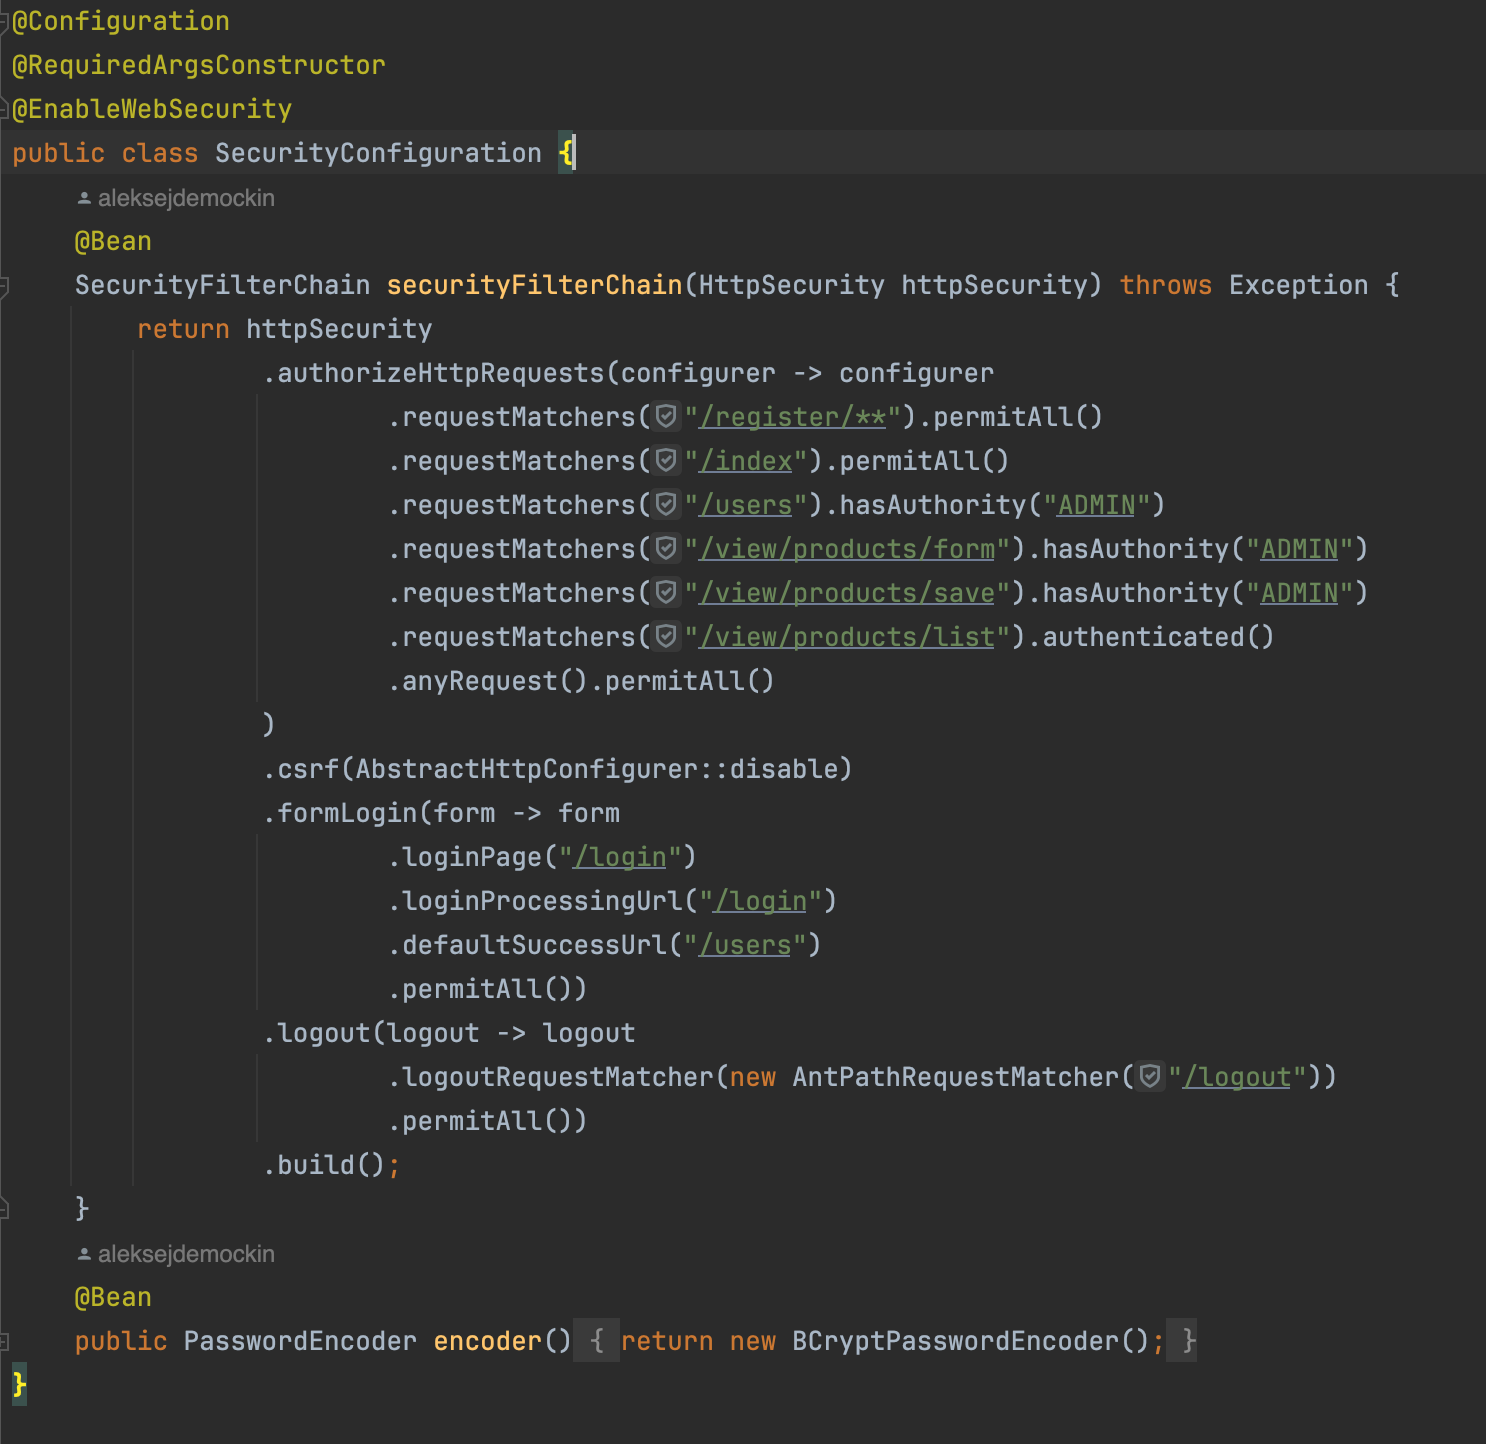 @Configuration
@RequiredArgsConstructor
@EnableWebSecurity
public class SecurityConfiguration {
aleksejdemockin
@Bean
SecurityFilterChain securityFilterChain(HttpSecurity httpSecurity) throws Exception {
return httpSecurity
.authorizeHttpRequests(configurer -> configurer
.requestMatchers("/register/**").permitAll()
.requestMatchers("/index").permitAll()
.requestMatchers("/users").hasAuthority("ADMIN")
.requestMatchers("/view/products/form").hasAuthority("ADMIN")
.requestMatchers("/view/products/save").hasAuthority("ADMIN")
.requestMatchers("/view/products/list").authenticated()
.anyRequest().permitAll()
)
.csrf(AbstractHttpConfigurer::disable)
.formLogin(form -> form
.loginPage("/login")
.loginProcessingUrl("/login")
.defaultSuccessUrl("/users")
.permitAll())
.logout(logout -> logout
.logoutRequestMatcher(new AntPathRequestMatcher("/logout"))
.permitAll())
.build();
}
aleksejdemockin
@Bean
public PasswordEncoder encoder() { return new BCryptPasswordEncoder(); }
}